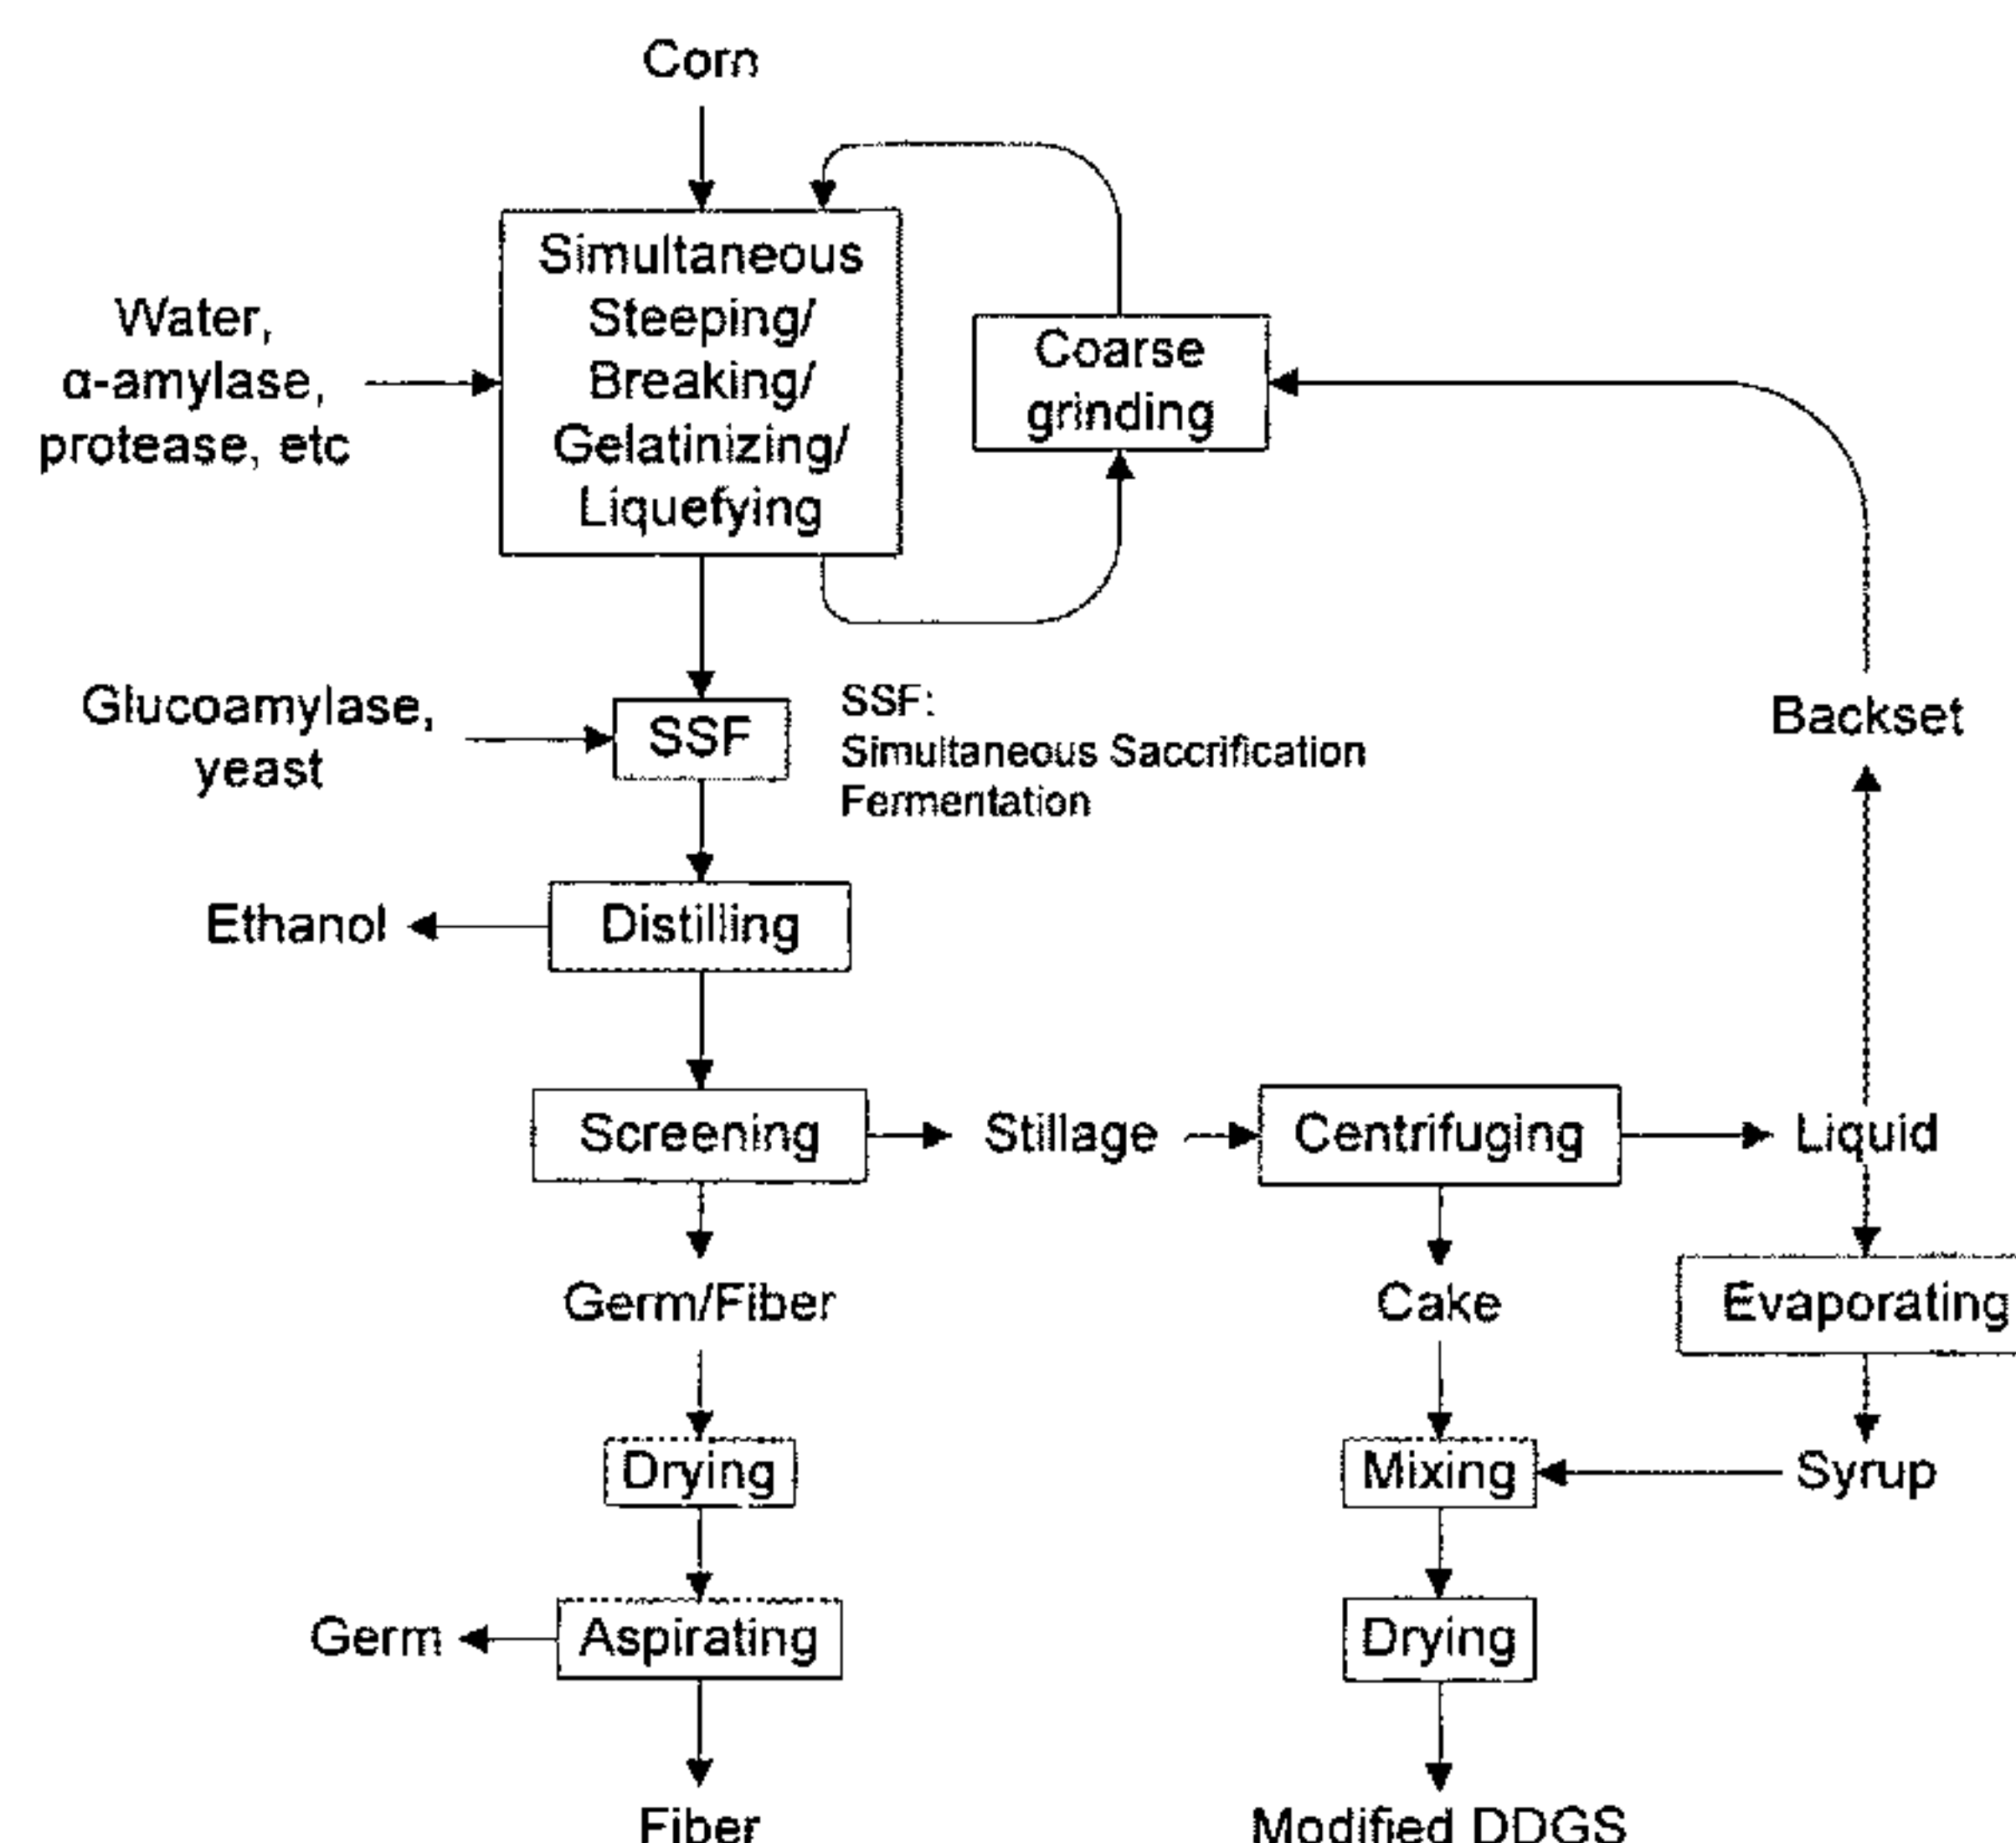 Corn
Simultaneous
Steeping/
Breaking/
Gelatinizing/
Liquefying
Water,
α-amylase,
protease, etc
Coarse
grinding
Glucoamylase,
yeast
SSF
SSF:
Simultaneous Saccrification
Fermentation
Backset
Ethanol
Distilling
Screening
Stillage
Centrifuging
Liquid
Germ/Fiber
Cake
Evaporating
Drying
Mixing
Syrup
Germ
Aspirating
Drying
Fiber
Modified DDGS